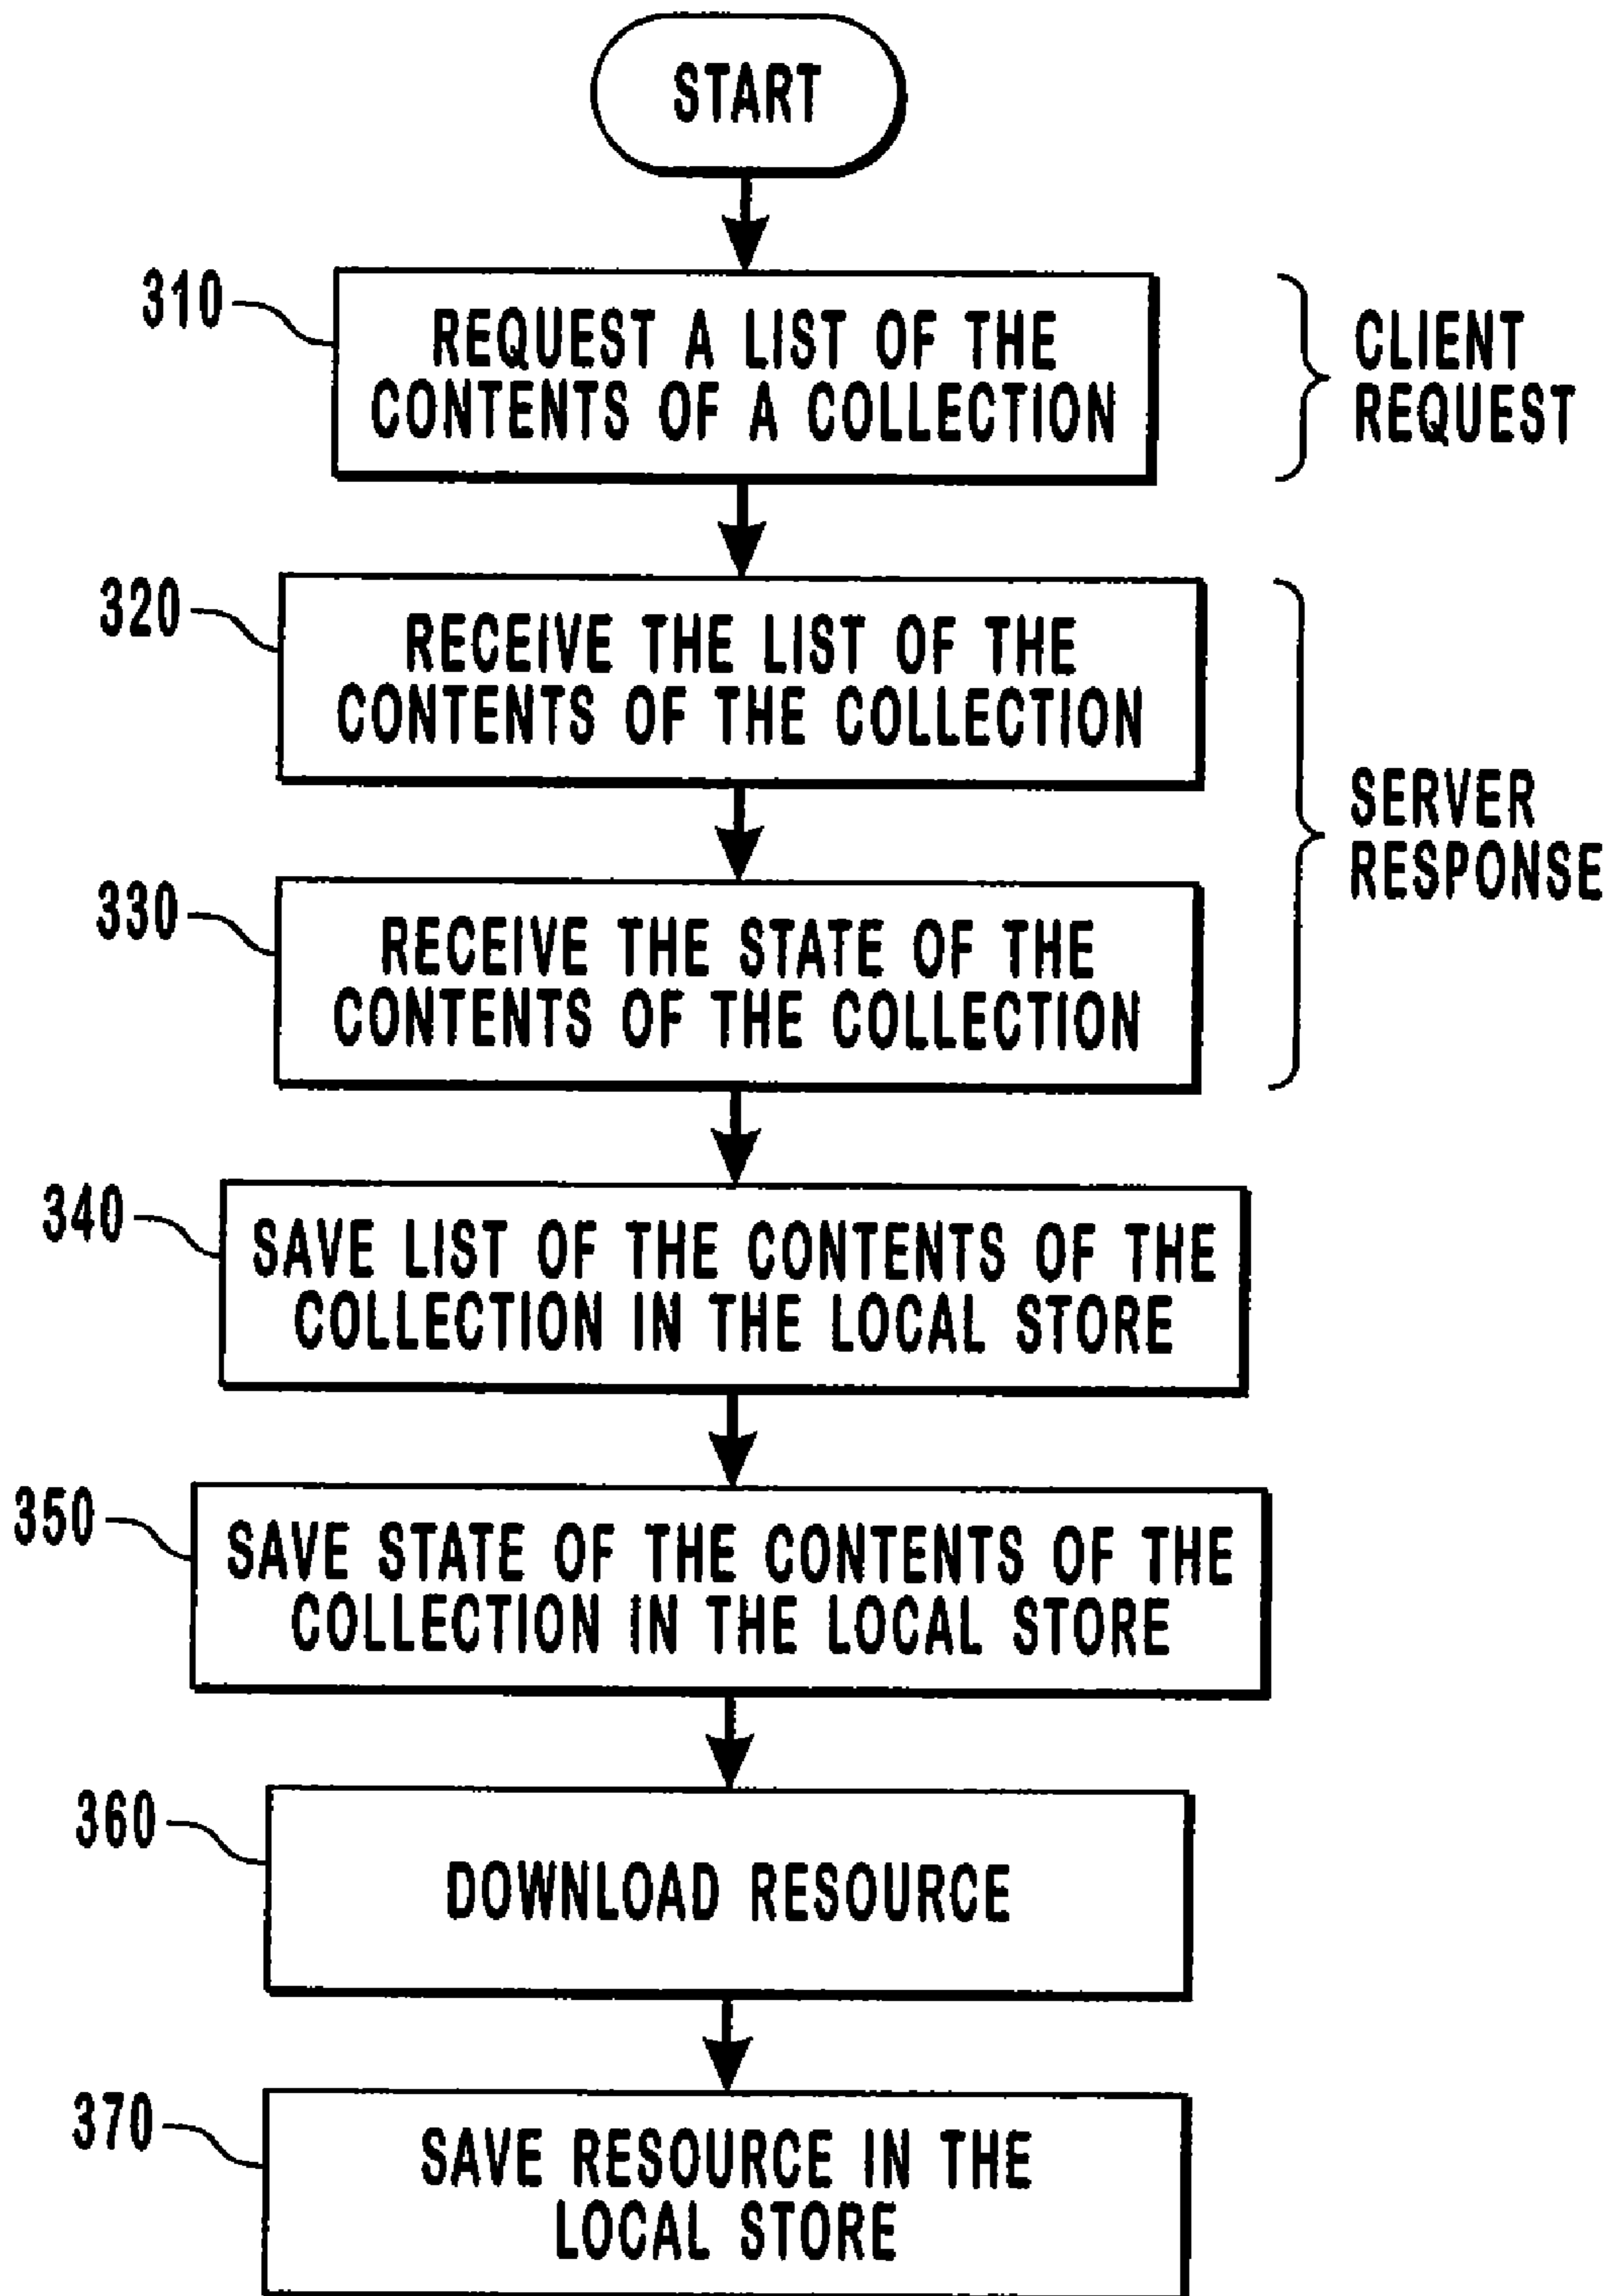 START
310
REQUEST A LIST OF THE
CONTENTS OF A COLLECTION
CLIENT
REQUEST
320
RECEIVE THE LIST OF THE
CONTENTS OF THE COLLECTION
SERVER
RESPONSE
330
RECEIVE THE STATE OF THE
CONTENTS OF THE COLLECTION
340
SAVE LIST OF THE CONTENTS OF THE
COLLECTION IN THE LOCAL STORE
350
SAVE STATE OF THE CONTENTS OF THE
COLLECTION IN THE LOCAL STORE
360
DOWNLOAD RESOURCE
370
SAVE RESOURCE IN THE
LOCAL STORE